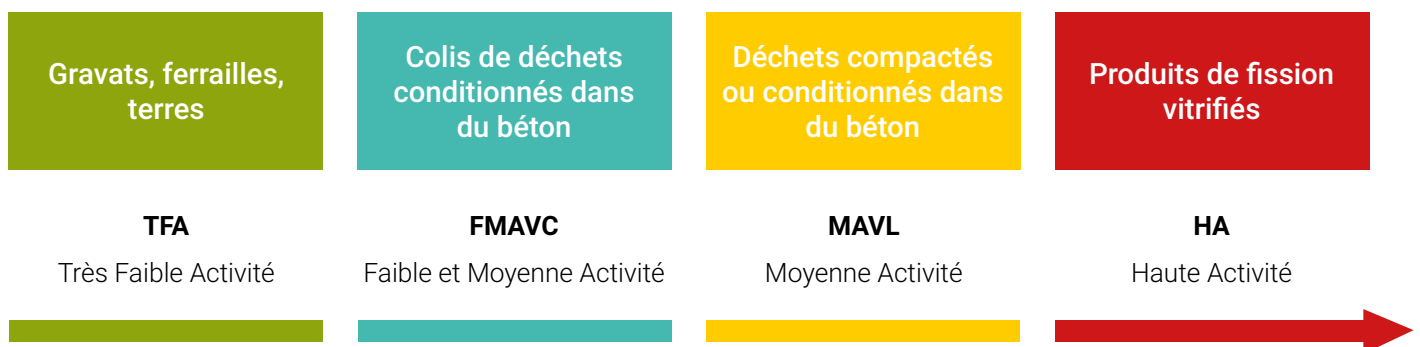 Gravats, ferrailles,
terres
Colis de déchets
conditionnés dans
du béton
Déchets compactés
ou conditionnés dans
du béton
Produits de fission
vitrifiés
TFA
Très Faible Activité
FMAVC
Faible et Moyenne Activité
MAVL
Moyenne Activité
HA
Haute Activité